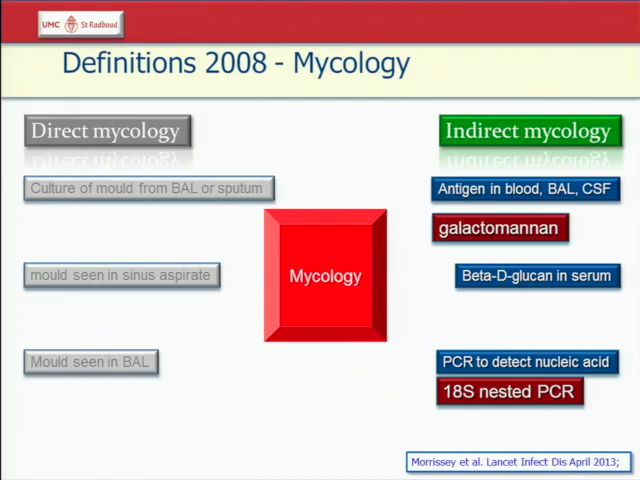 UMC St Radboud
Definitions 2008 - Mycology
Direct mycology
Indirect mycology
Culture of mould from BAL or sputum
Antigen in blood, BAL, CSF
galactomannan
Mycology
mould seen in sinus aspirate
Beta-D-glucan in serum
Mould seen in BAL
PCR to detect nucleic acid
18S nested PCR
Morrissey et al. Lancet Infect Dis April 2013;